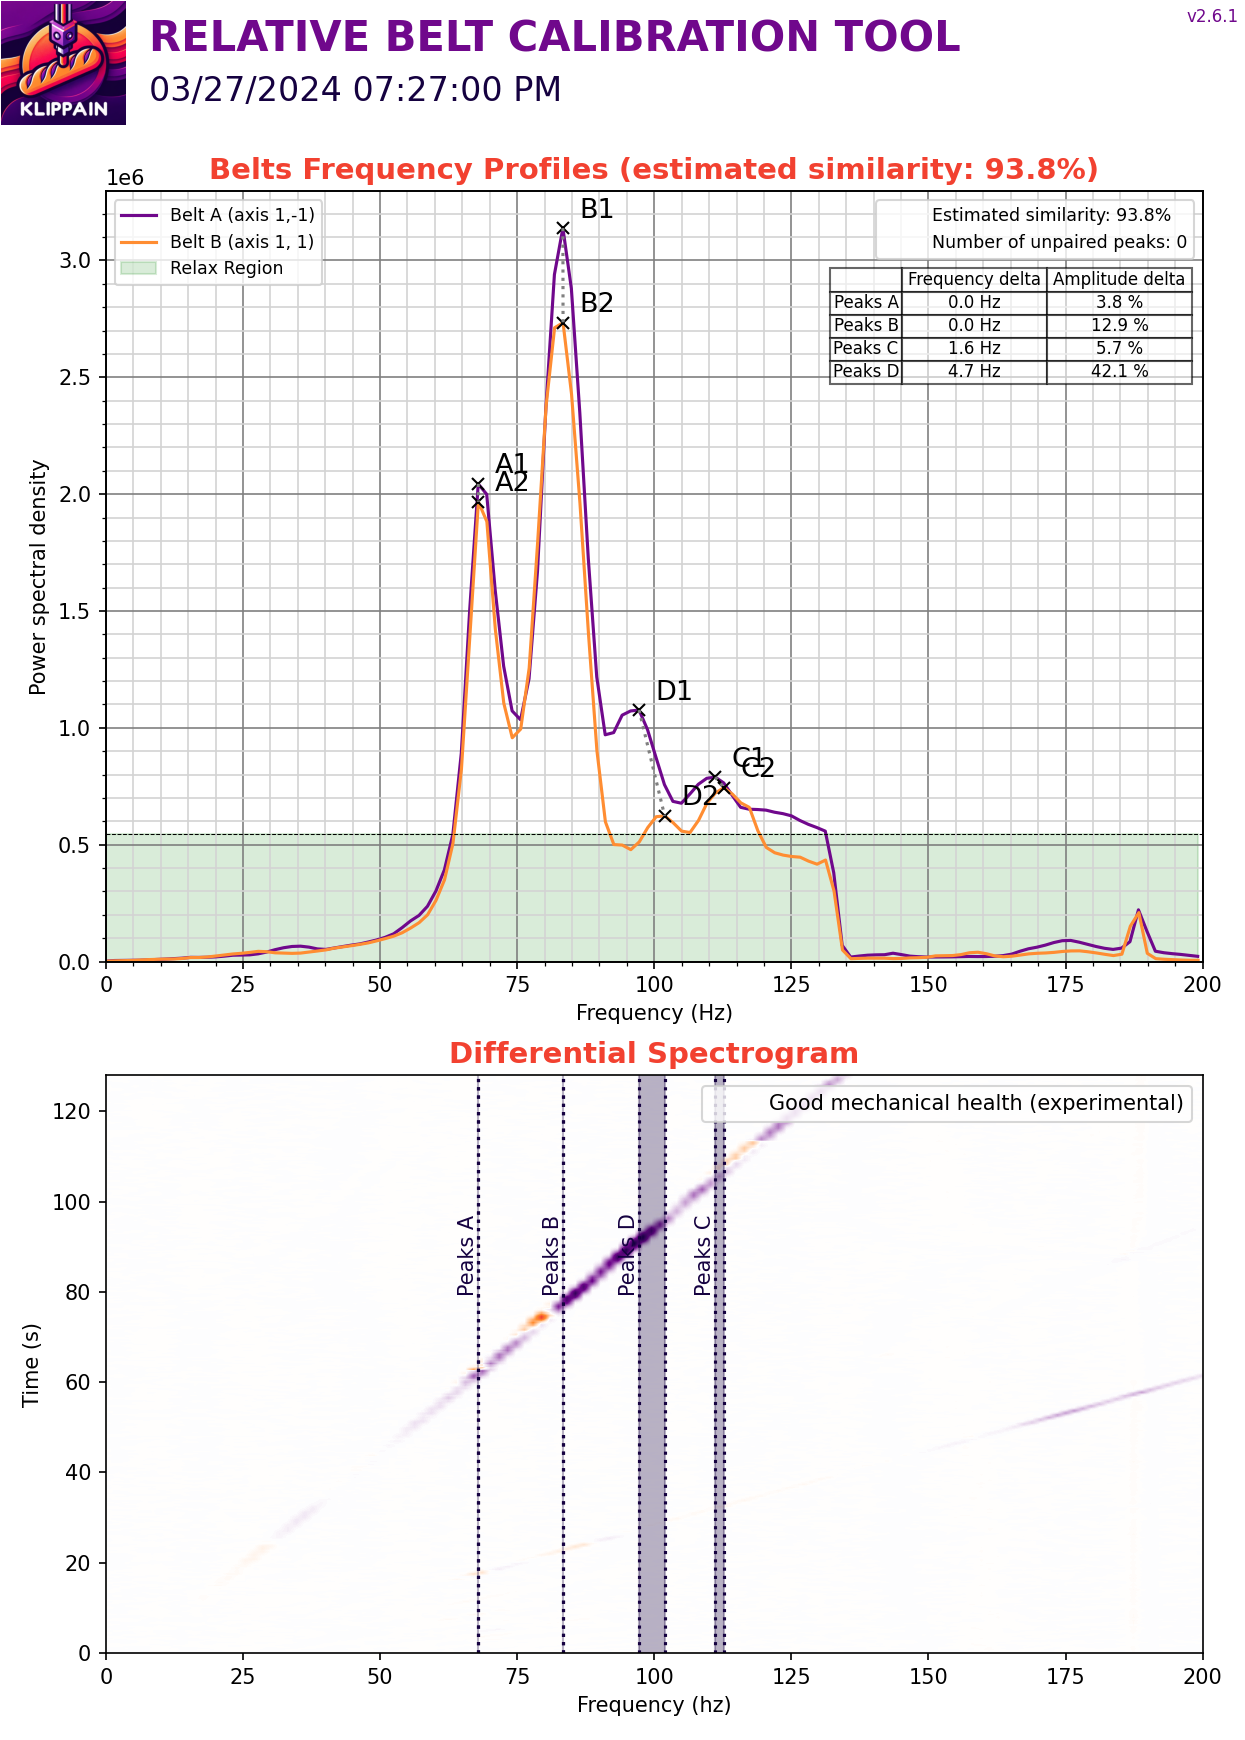 RELATIVE BELT CALIBRATION TOOL
v2.6.1
03/27/2024 07:27:00 PM
KLIPPAIN
Belts Frequency Profiles (estimated similarity: 93.8%)
1e6
Belt A (axis 1,-1)
Belt B (axis 1, 1)
Relax Region
Estimated similarity: 93.8%
Number of unpaired peaks: 0
Frequency delta Amplitude delta
Peaks A 0.0 Hz 3.8 %
Peaks B 0.0 Hz 12.9 %
Peaks C 1.6 Hz 5.7 %
Peaks D 4.7 Hz 42.1 %
B1
B2
A1
A2
D1
C1
C2
D2
3.0
2.5
2.0
1.5
1.0
0.5
0.0
Power spectral density
0 25 50 75 100 125 150 175 200
Frequency (Hz)
Differential Spectrogram
Good mechanical health (experimental)
Peaks A
Peaks B
Peaks D
Peaks C
120
100
80
60
40
20
0
Time (s)
0 25 50 75 100 125 150 175 200
Frequency (hz)